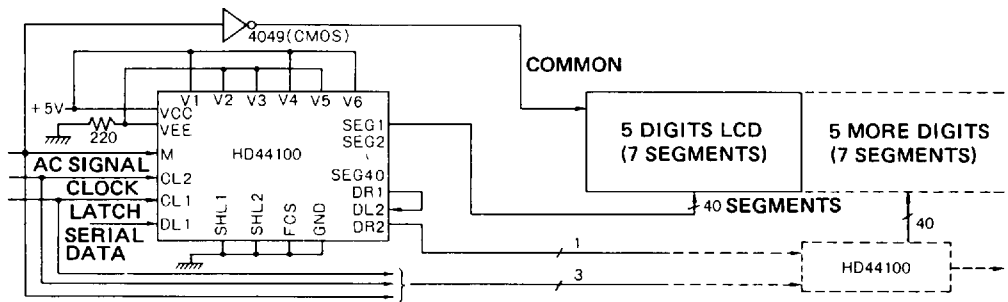 4049(CMOS)
COMMON
V1 V2 V3 V4 V5 V6
+5V
VCC
VEE
220
SEG1
SEG2
HD44100
5 DIGITS LCD
(7 SEGMENTS)
5 MORE DIGITS
(7 SEGMENTS)
M
AC SIGNAL
CL2
SEG40
CLOCK
CL1
DR1
DL2
LATCH
DL1
SHL1
SHL2
FCS
GND
DR2
SERIAL
DATA
40 SEGMENTS
40
1
3
HD44100